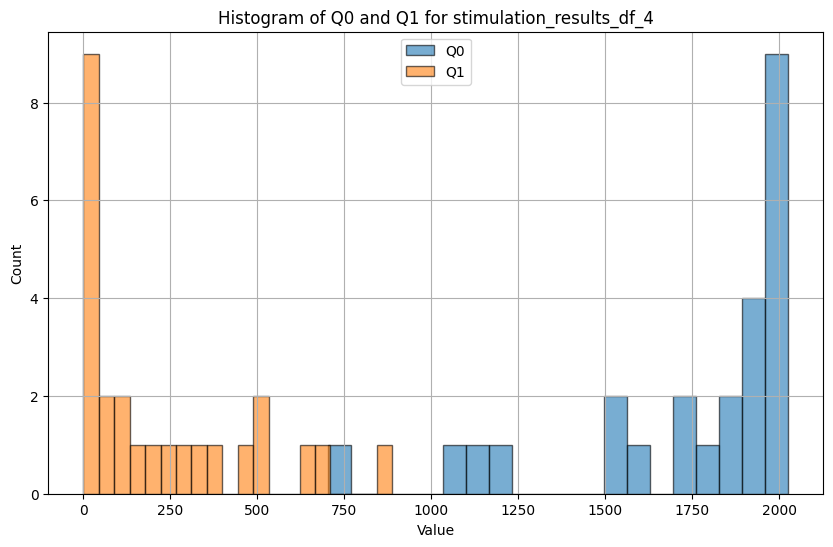 Histogram of Q0 and Q1 for stimulation_results_df_4
Q0
Q1
Count
8
6
4
2
0
0 250 500 750 1000 1250 1500 1750 2000
Value